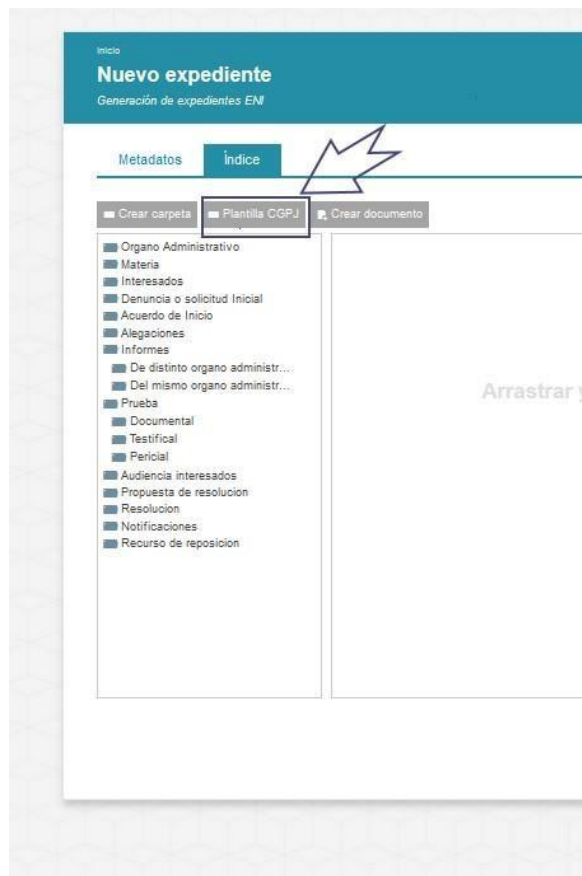 Inicio
Nuevo expediente
Generación de expedientes ENI
Metadatos Índice
Crear carpeta Plantilla CGPJ Crear documento
Organo Administrativo
Materia
Interesados
Denuncia o solicitud Inicial
Acuerdo de Inicio
Alegaciones
Informes
De distinto organo administr...
Del mismo organo administr...
Prueba
Documental
Testifical
Pericial
Audiencia interesados
Propuesta de resolucion
Resolucion
Notificaciones
Recurso de reposicion
Arrastrar y